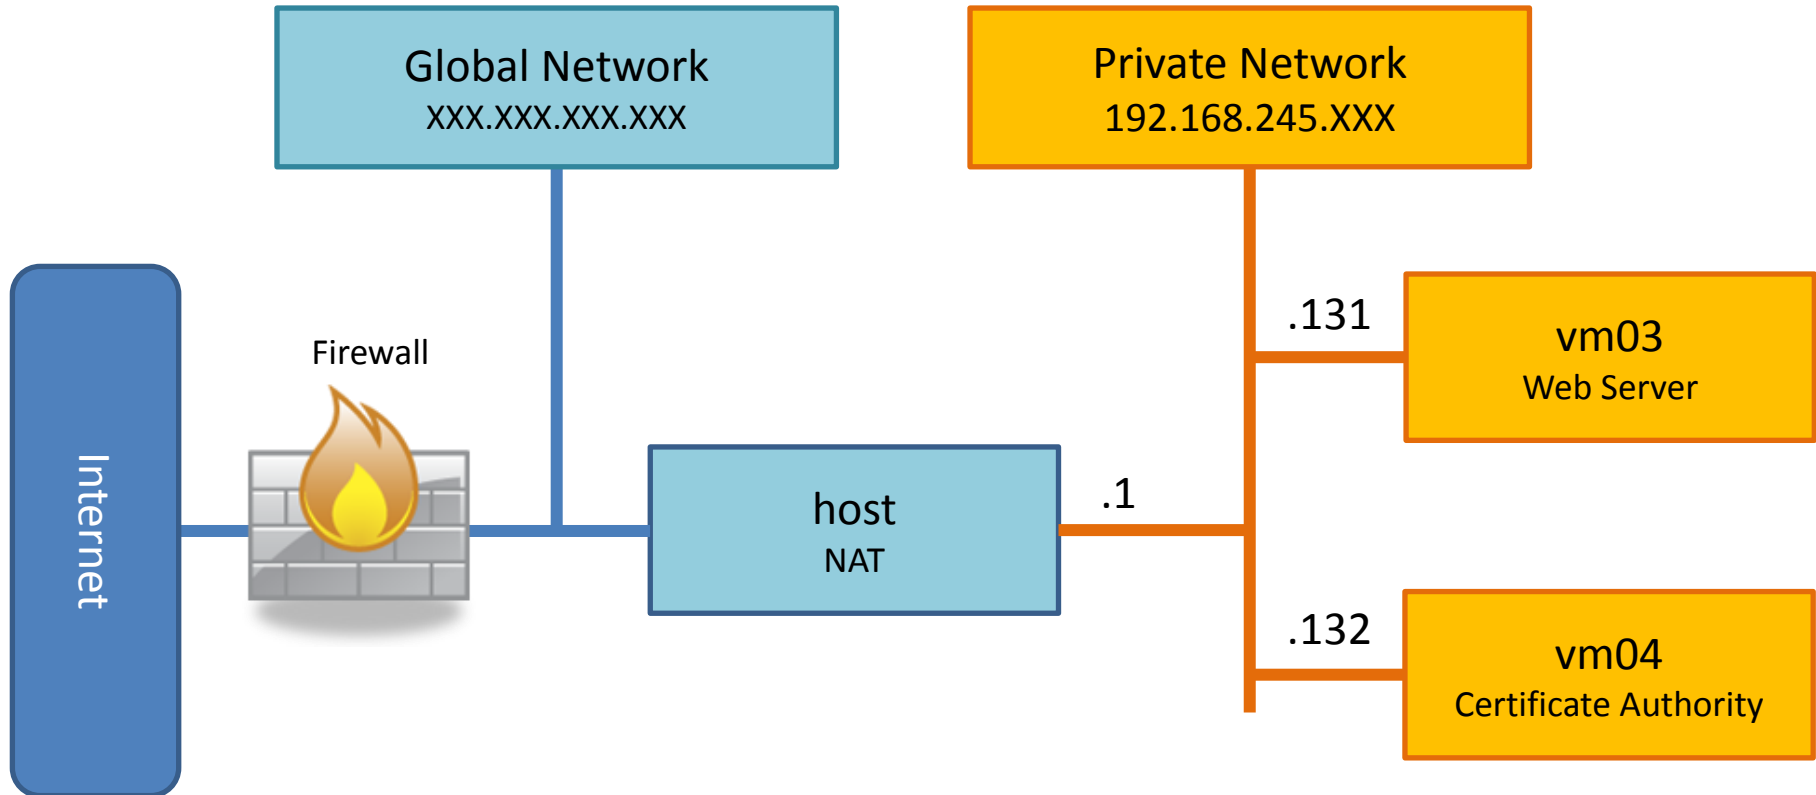 Global Network
XXX.XXX.XXX.XXX
Private Network
192.168.245.XXX
Internet
Firewall
host
NAT
.1
.131
vm03
Web Server
.132
vm04
Certificate Authority